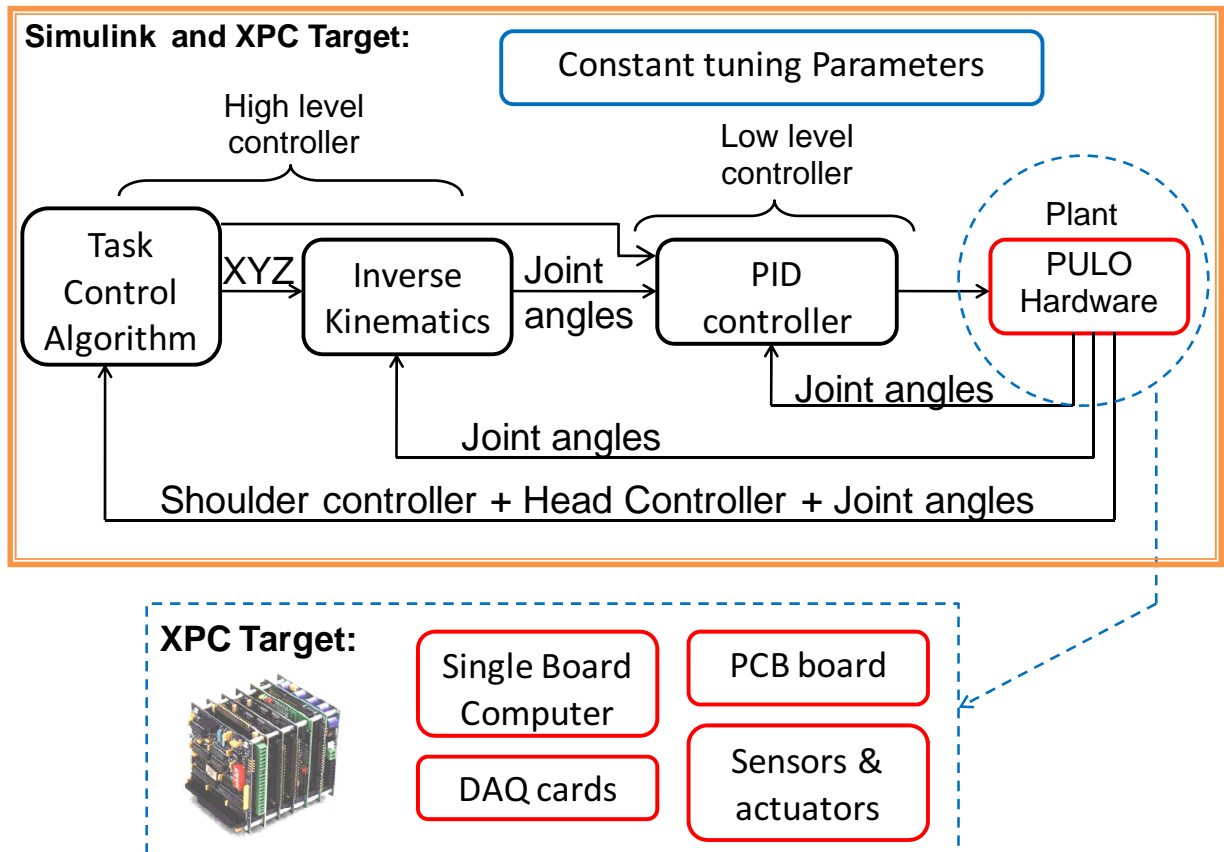 Simulink and XPC Target:
Constant tuning Parameters
High level
controller
Low level
controller
Task
Control
Algorithm
XYZ
Inverse
Kinematics
Joint
angles
PID
controller
Plant
PULO
Hardware
Joint angles
Joint angles
Shoulder controller + Head Controller + Joint angles
XPC Target:
Single Board
Computer
PCB board
DAQ cards
Sensors &
actuators